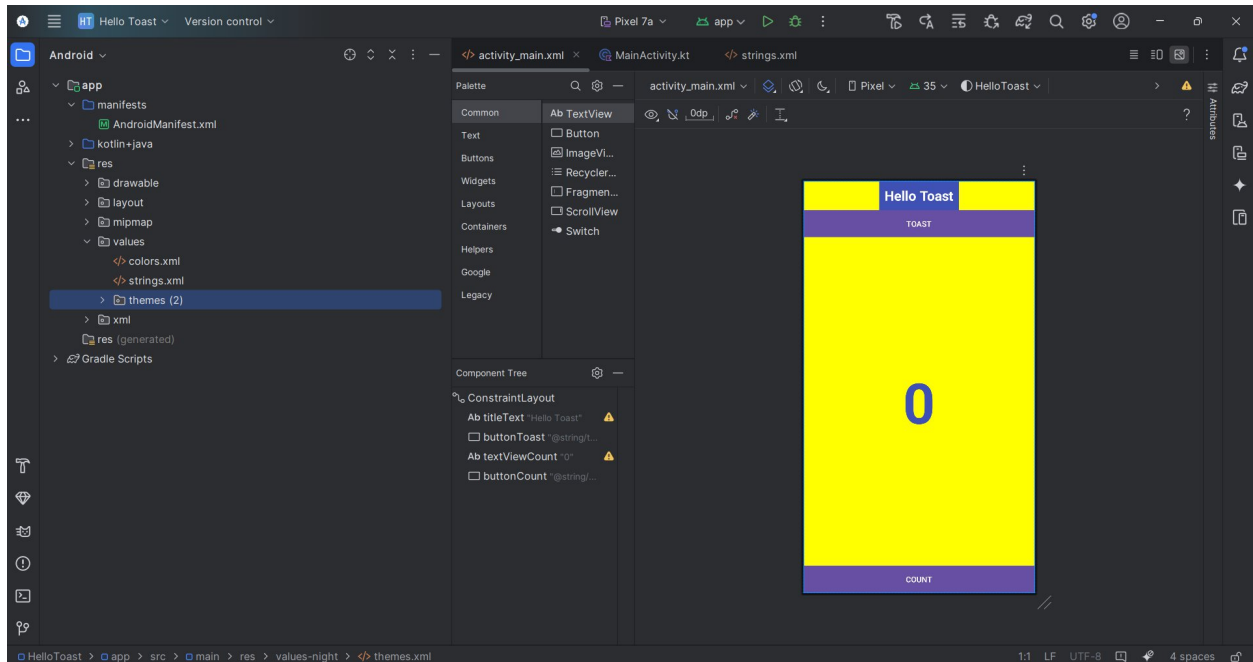 HT Hello Toast Version control Pixel 7a app
Android
app
manifests
AndroidManifest.xml
kotlin+java
res
drawable
layout
mipmap
values
colors.xml
strings.xml
themes (2)
xml
res (generated)
Gradle Scripts
activity_main.xml MainActivity.kt strings.xml
Palette
Common
Text
Buttons
Widgets
Layouts
Containers
Helpers
Google
Legacy
Ab TextView
Button
ImageVi...
Recycler...
Fragmen...
ScrollView
Switch
Component Tree
ConstraintLayout
Ab titleText "Hello Toast"
buttonToast "@string/t...
Ab textViewCount "0"
buttonCount "@string/...
activity_main.xml Pixel 35 HelloToast
0dp
?
Hello Toast
TOAST
0
COUNT
Attributes
HelloToast > app > src > main > res > values-night > themes.xml 1:1 LF UTF-8 4 spaces